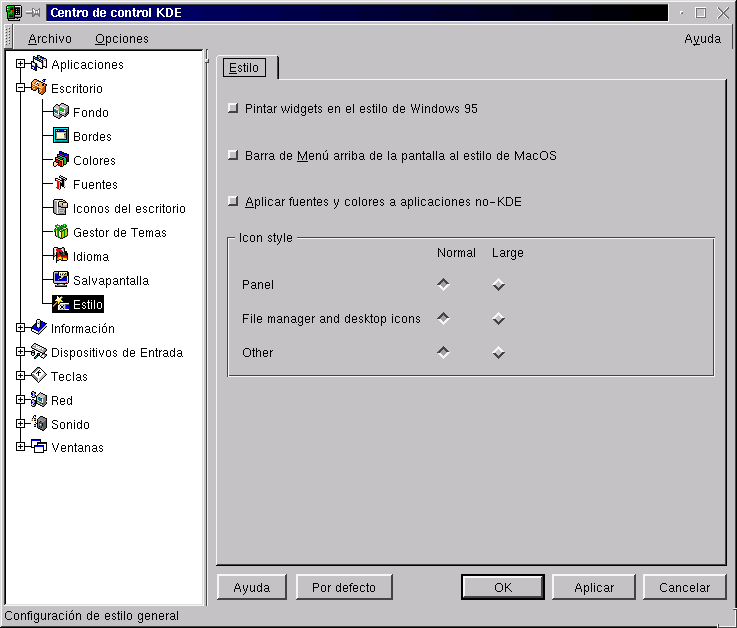 Centro de control KDE
Archivo Opciones Ayuda
Aplicaciones
Escritorio
Fondo
Bordes
Colores
Fuentes
Iconos del escritorio
Gestor de Temas
Idioma
Salvapantalla
Estilo
Información
Dispositivos de Entrada
Teclas
Red
Sonido
Ventanas
Estilo
Pintar widgets en el estilo de Windows 95
Barra de Menú arriba de la pantalla al estilo de MacOS
Aplicar fuentes y colores a aplicaciones no-KDE
Icon style
Normal Large
Panel
File manager and desktop icons
Other
Ayuda Por defecto OK Aplicar Cancelar
Configuración de estilo general